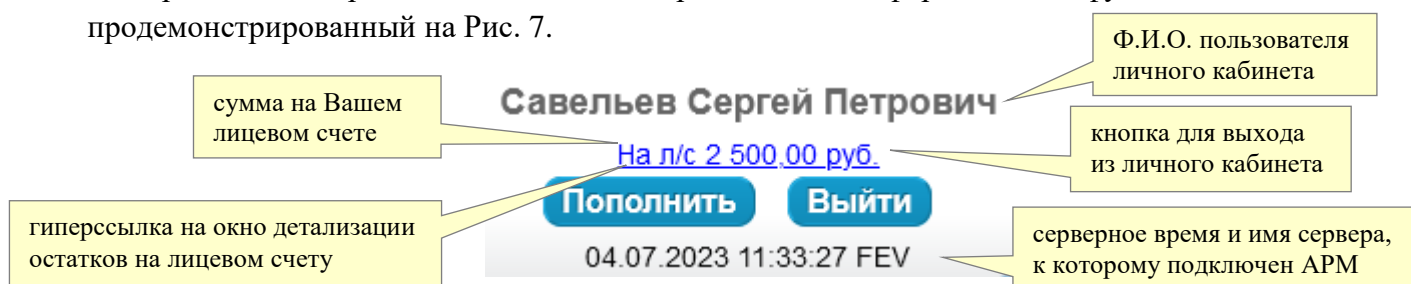 продемонстрированный на Рис. 7.
Ф.И.О. пользователя
личного кабинета
сумма на Вашем
лицевом счете
Савельев Сергей Петрович
На л/с 2 500,00 руб.
кнопка для выхода
из личного кабинета
Пополнить Выйти
гиперссылка на окно детализации
остатков на лицевом счету
04.07.2023 11:33:27 FEV
серверное время и имя сервера,
к которому подключен АРМ